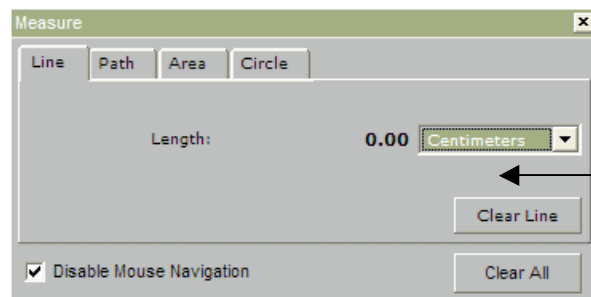 Measure
Line Path Area Circle
Length: 0.00 Centimeters
Clear Line
Disable Mouse Navigation Clear All